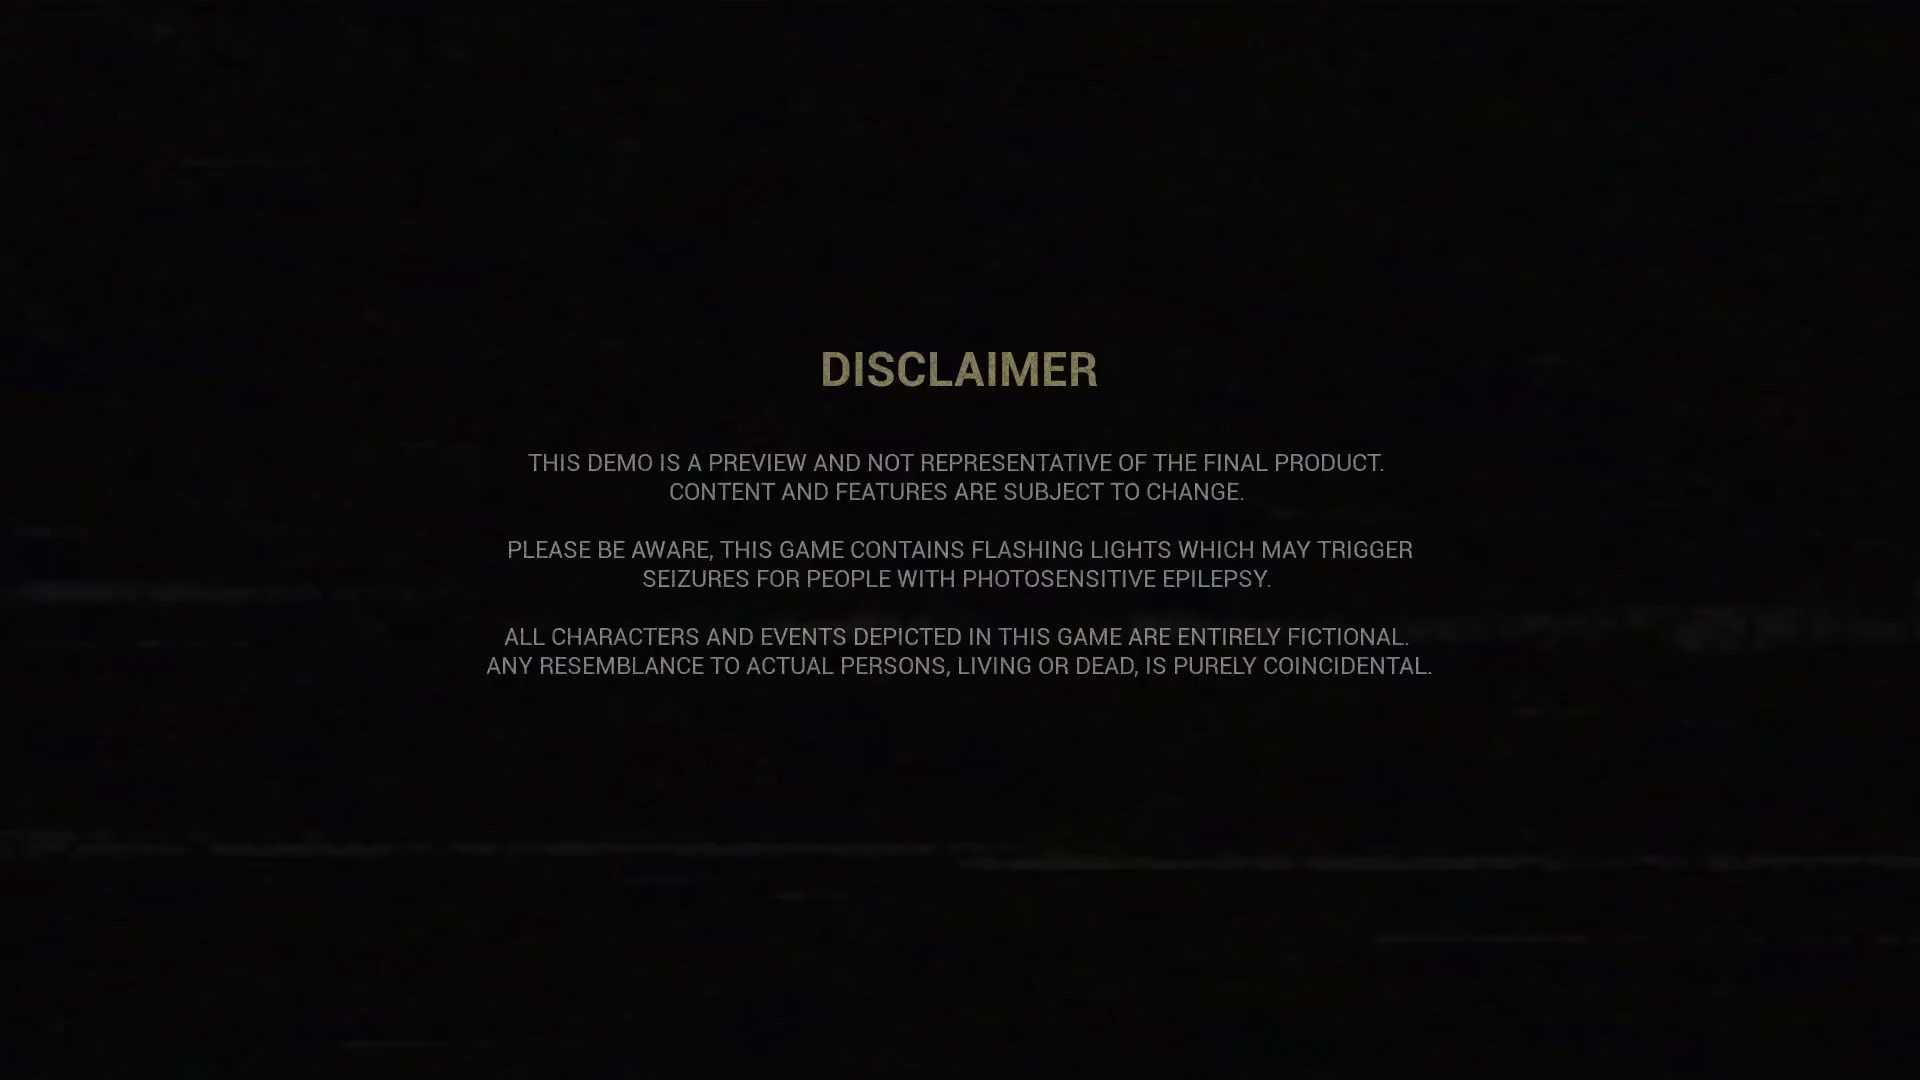 DISCLAIMER
THIS DEMO IS A PREVIEW AND NOT REPRESENTATIVE OF THE FINAL PRODUCT.
CONTENT AND FEATURES ARE SUBJECT TO CHANGE.
PLEASE BE AWARE, THIS GAME CONTAINS FLASHING LIGHTS WHICH MAY TRIGGER
SEIZURES FOR PEOPLE WITH PHOTOSENSITIVE EPILEPSY.
ALL CHARACTERS AND EVENTS DEPICTED IN THIS GAME ARE ENTIRELY FICTIONAL.
ANY RESEMBLANCE TO ACTUAL PERSONS, LIVING OR DEAD, IS PURELY COINCIDENTAL.